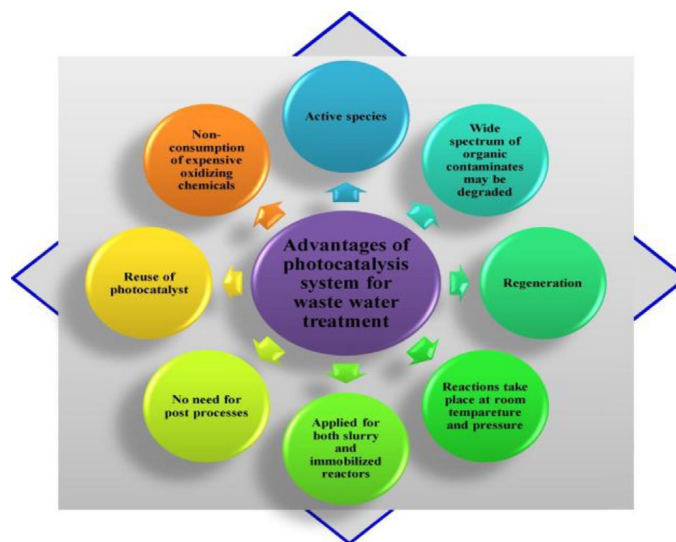 Active species
Non-
consumption
of expensive
oxidizing
chemicals
Wide
spectrum of
organic
contaminates
may be
degraded
Advantages of
photocatalysis
system for
waste water
treatment
Reuse of
photocatalyst
Regeneration
No need for
post processes
Reactions take
place at room
tempareture
and pressure
Applied for
both slurry
and
immobilized
reactors